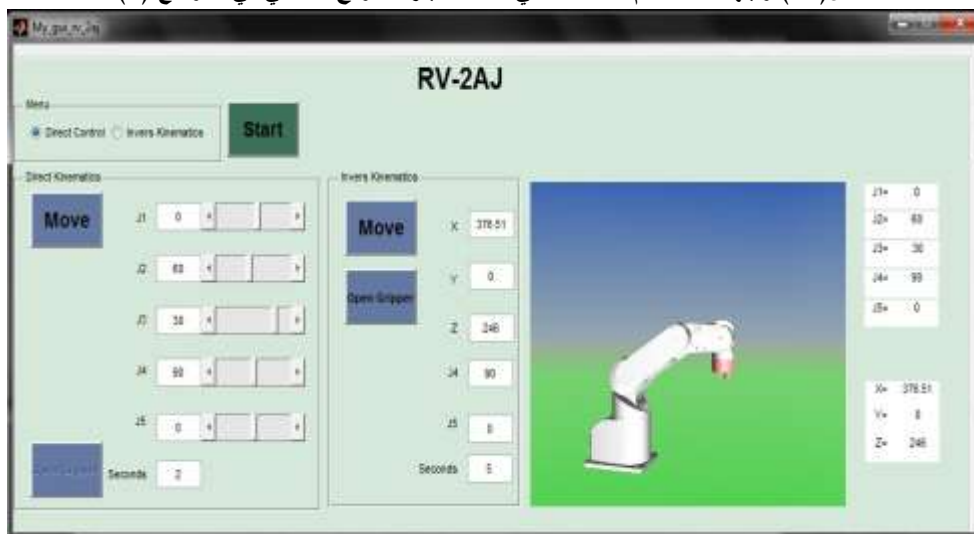 My_gui_rv_2aj
RV-2AJ
Menu
Direct Control Invers Kinematics
Start
Direct Kinematics
Move
J1 0
J2 60
J3 30
J4 90
J5 0
Seconds 2
Invers Kinematics
Move
Open Gripper
X 376.51
Y 0
Z 246
J4 90
J5 0
Seconds 5
J1= 0
J2= 60
J3= 30
J4= 90
J5= 0
X= 376.51
Y= 0
Z= 246